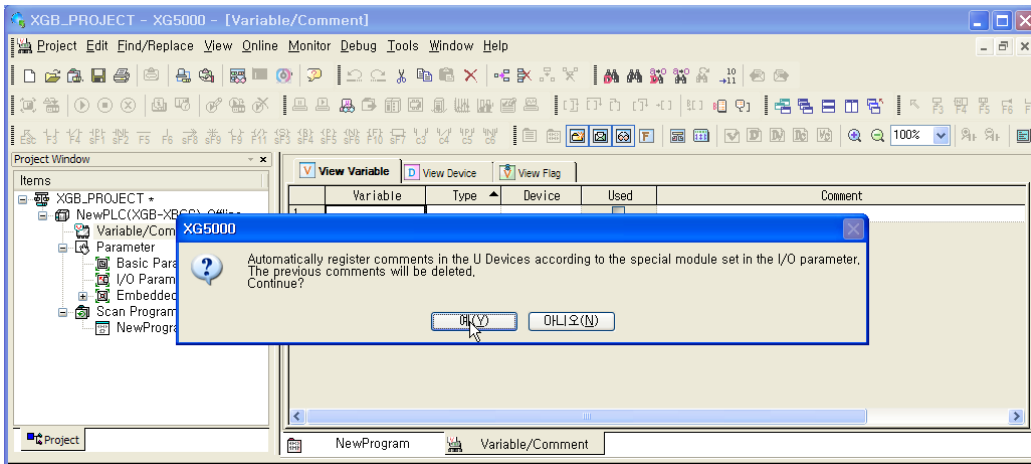 XGB_PROJECT - XG5000 - [Variable/Comment]
Project Edit Find/Replace View Online Monitor Debug Tools Window Help
100%
Project Window
Items
XGB_PROJECT *
NewPLC(XGB-XBCS)-Offline
Variable/Com
Parameter
Basic Para
I/O Param
Embedded
Scan Program
NewProgra
Project
V View Variable
D View Device
View Flag
Variable Type Device Used Comment
1
XG5000
Automatically register comments in the U Devices according to the special module set in the I/O parameter,
The previous comments will be deleted,
Continue?
예(Y) 아니오(N)
NewProgram Variable/Comment